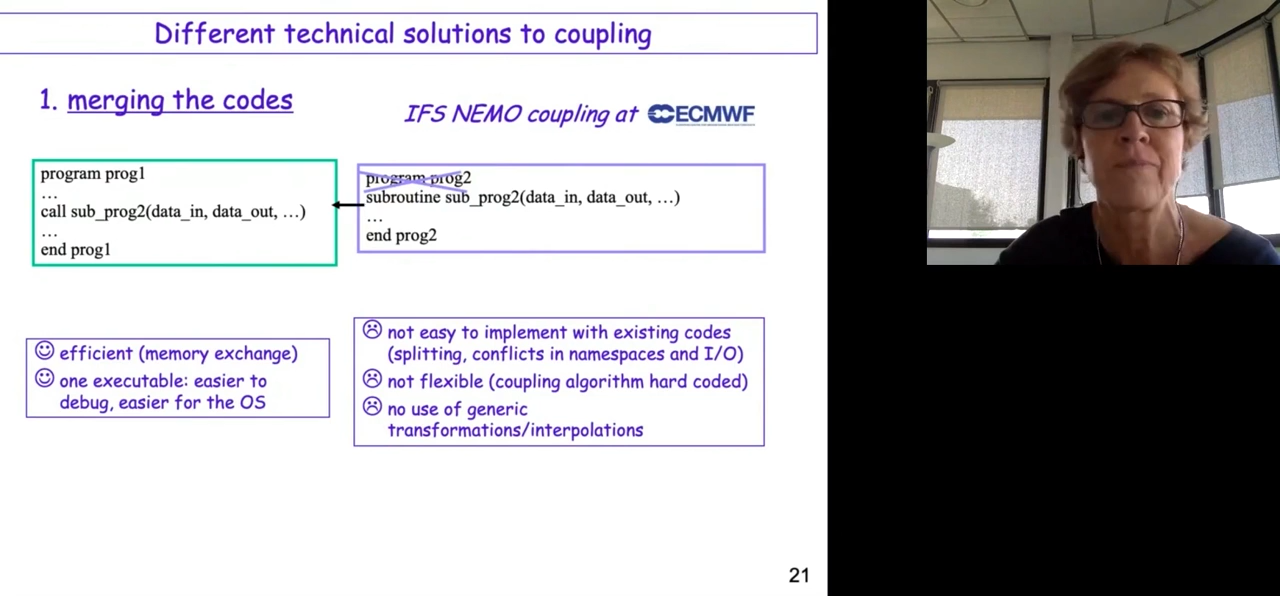 Different technical solutions to coupling
1. merging the codes
IFS NEMO coupling at ECMWF
program prog1
...
call sub_prog2(data_in, data_out, ...)
...
end prog1
program prog2
subroutine sub_prog2(data_in, data_out, ...)
...
end prog2
efficient (memory exchange)
one executable: easier to
debug, easier for the OS
not easy to implement with existing codes
(splitting, conflicts in namespaces and I/O)
not flexible (coupling algorithm hard coded)
no use of generic
transformations/interpolations
21